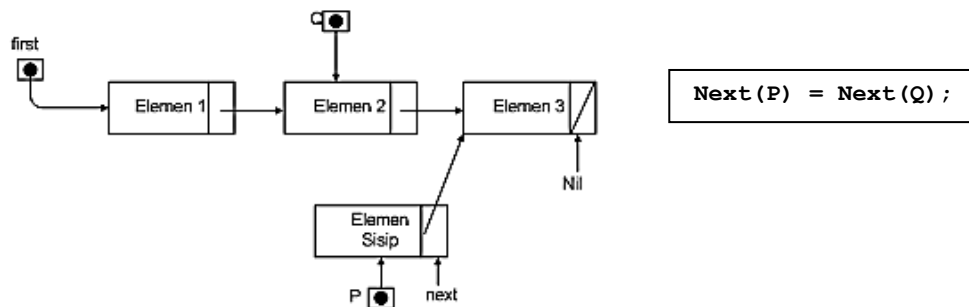 Q
first
Elemen 1
Elemen 2
Elemen 3
Next(P) = Next(Q);
Nil
Elemen
Sisip
P
next